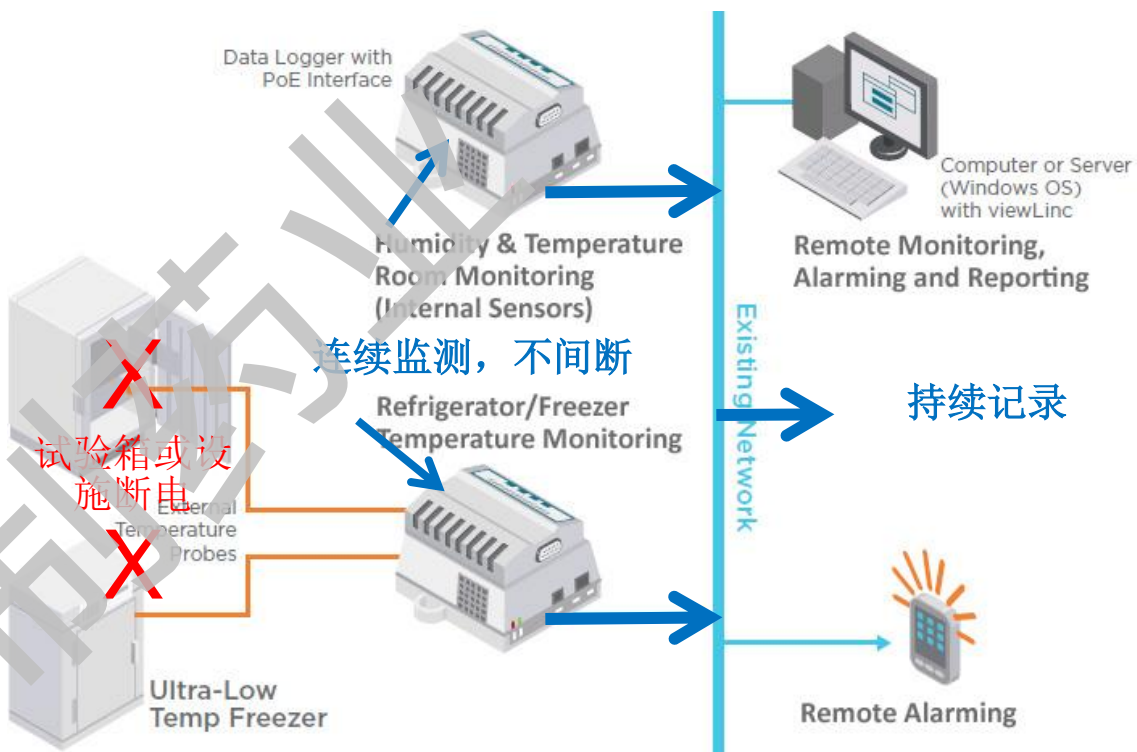 Data Logger with
PoE Interface
Computer or Server
(Windows OS)
with viewLinc
Humidity & Temperature
Room Monitoring
(Internal Sensors)
Remote Monitoring,
Alarming and Reporting
连续监测，不间断
Existing Network
Refrigerator/Freezer
Temperature Monitoring
持续记录
试验箱或设
施断电
External
Temperature
Probes
Ultra-Low
Temp Freezer
Remote Alarming
制药业